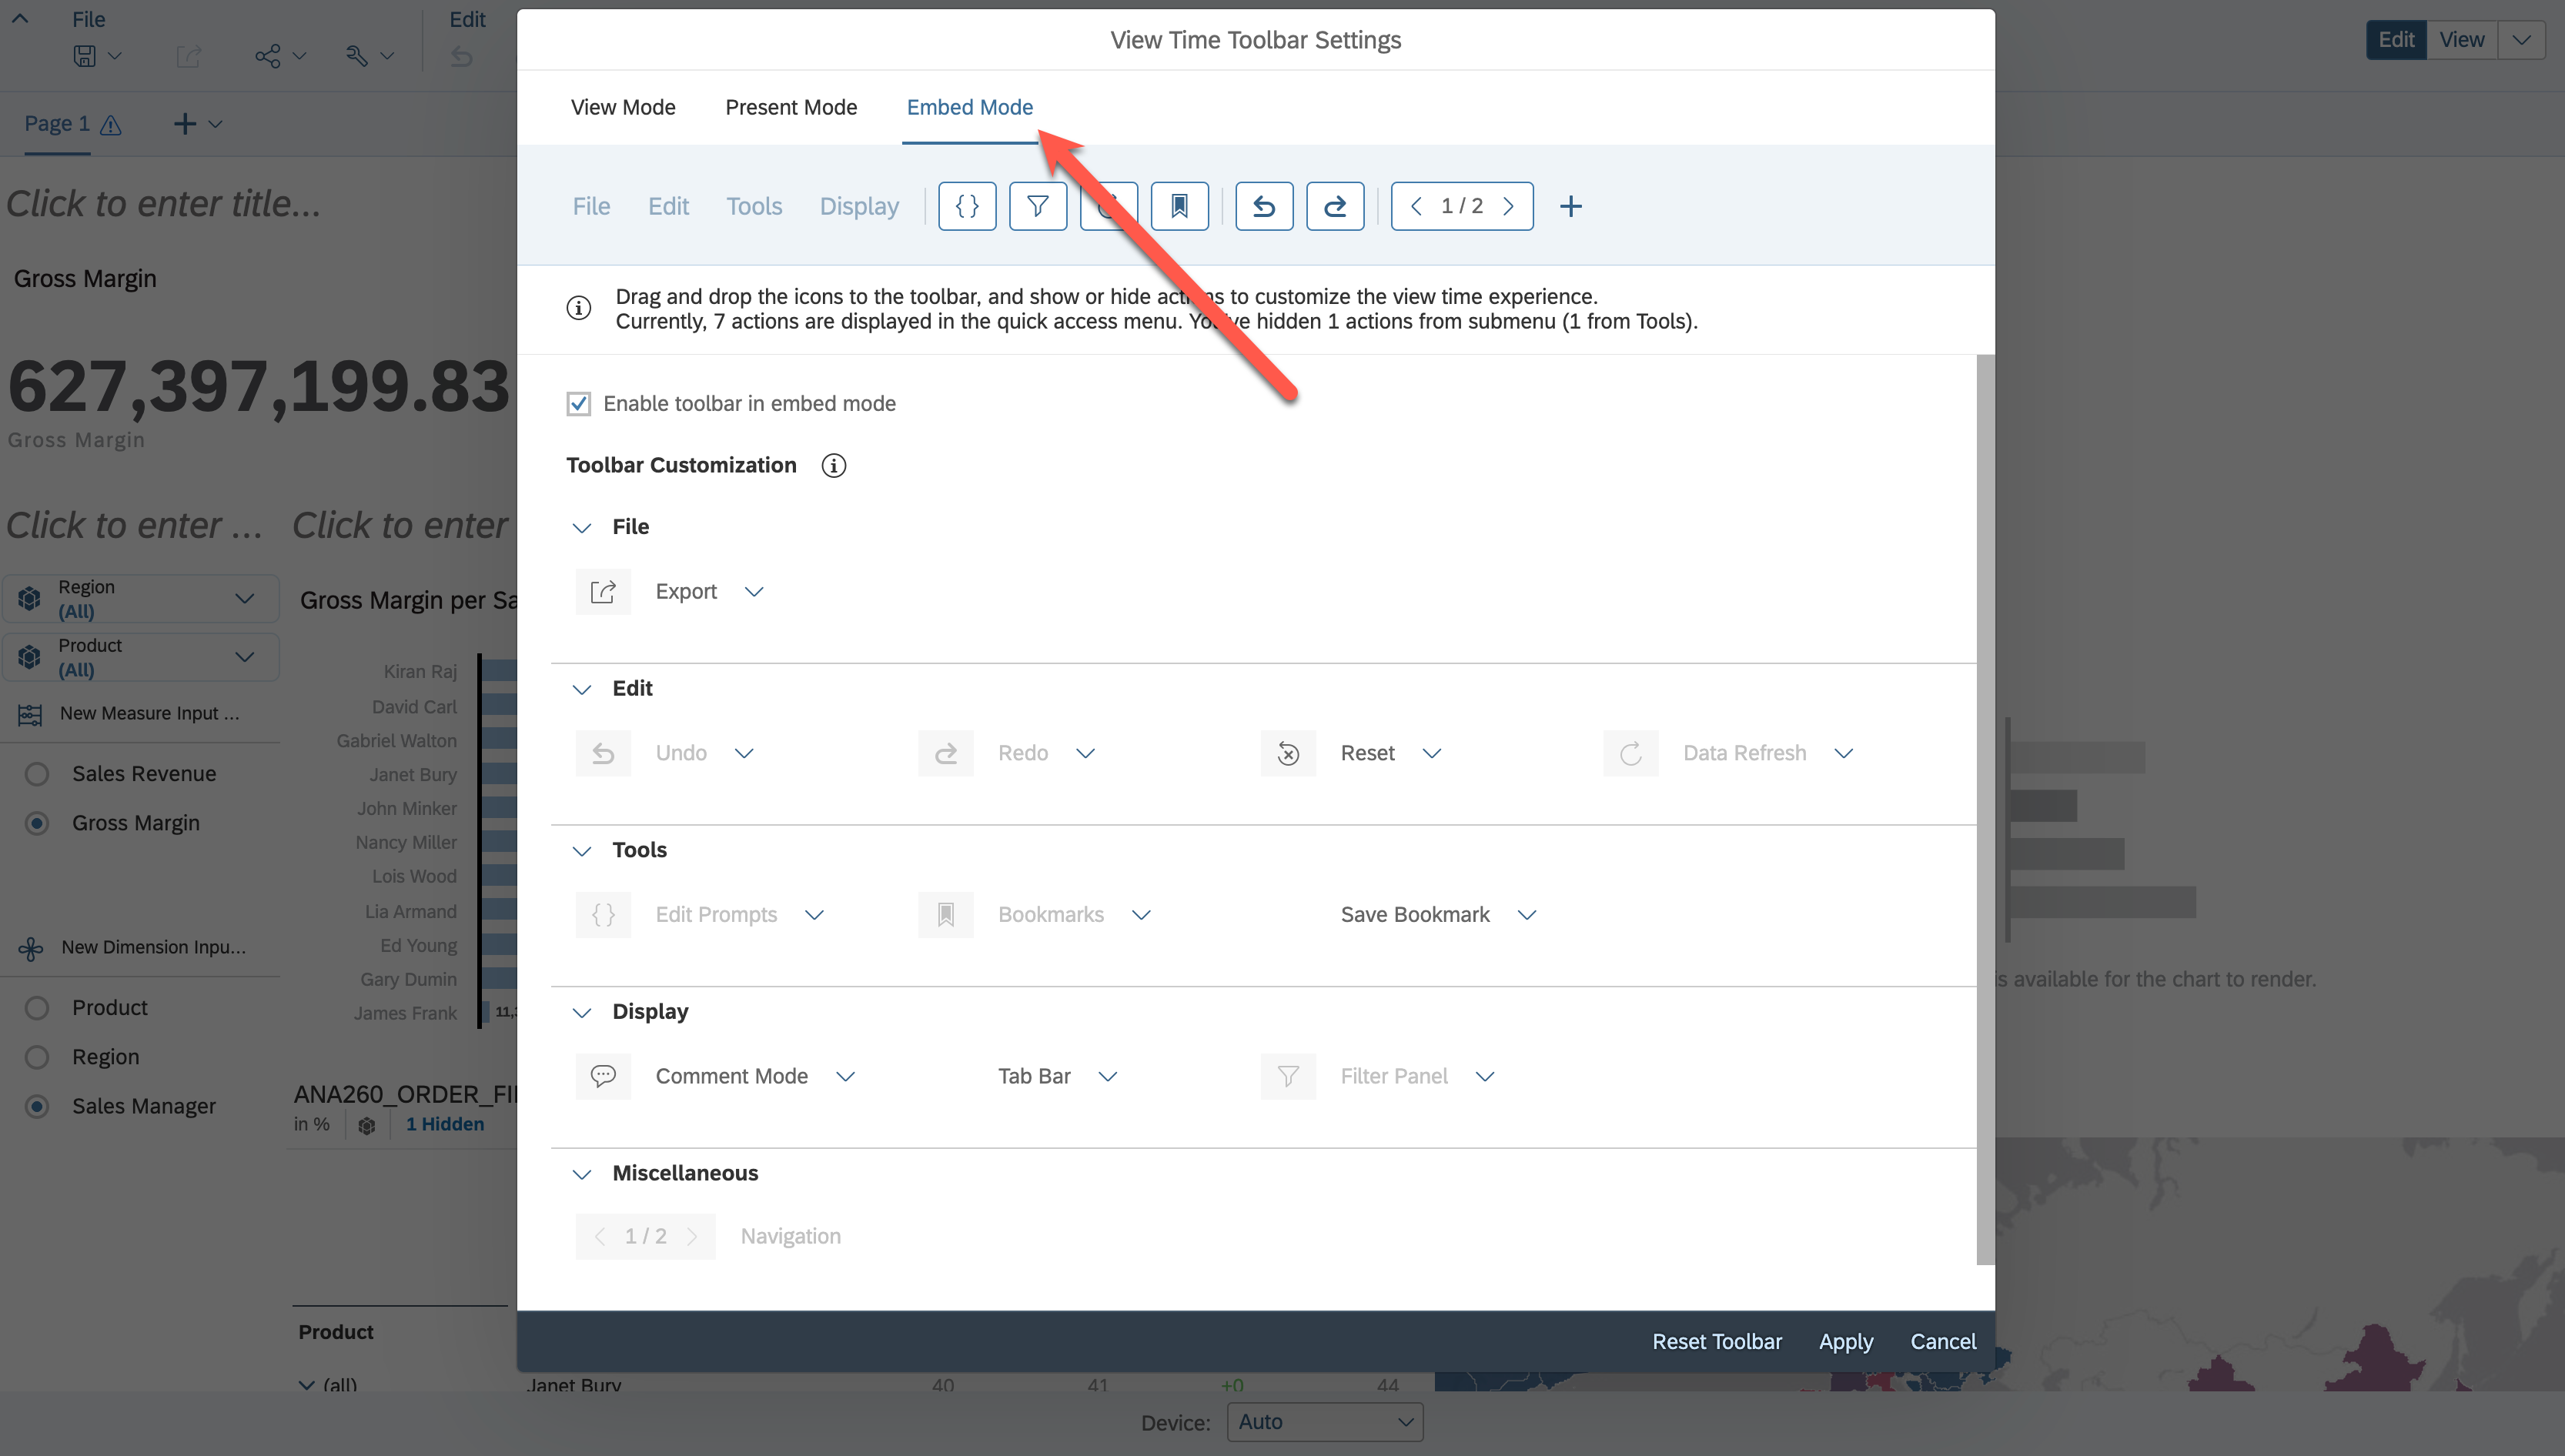 File
Edit
Edit
View
View Time Toolbar Settings
View Mode
Present Mode
Embed Mode
Page 1
File
Edit
Tools
Display
{ }
1 / 2
Drag and drop the icons to the toolbar, and show or hide to customize the view time experience.
Currently, 7 actions are displayed in the quick access menu. hidden 1 actions from submenu (1 from Tools).
Click to enter title...
Gross Margin
627,397,199.83
Gross Margin
Click to enter ...
Click to enter
Region
(All)
Product
(All)
New Measure Input ...
Sales Revenue
Gross Margin
New Dimension Inpu...
Product
Region
Sales Manager
Gross Margin per
Kiran Raj
David Carl
Gabriel Walton
Janet Bury
John Minker
Nancy Miller
Lois Wood
Lia Armand
Ed Young
Gary Dumin
James Frank
11,
ANA260_ORDER_FI
in %
1 Hidden
Product
(all)
Enable toolbar in embed mode
Toolbar Customization
File
Export
Edit
Undo
Redo
Reset
Data Refresh
Tools
{ }
Edit Prompts
Bookmarks
Save Bookmark
Display
Comment Mode
Tab Bar
Filter Panel
Miscellaneous
1 / 2
Navigation
available for the chart to render.
Reset Toolbar
Apply
Cancel
Janet Bury
40
41
+0
44
Device:
Auto